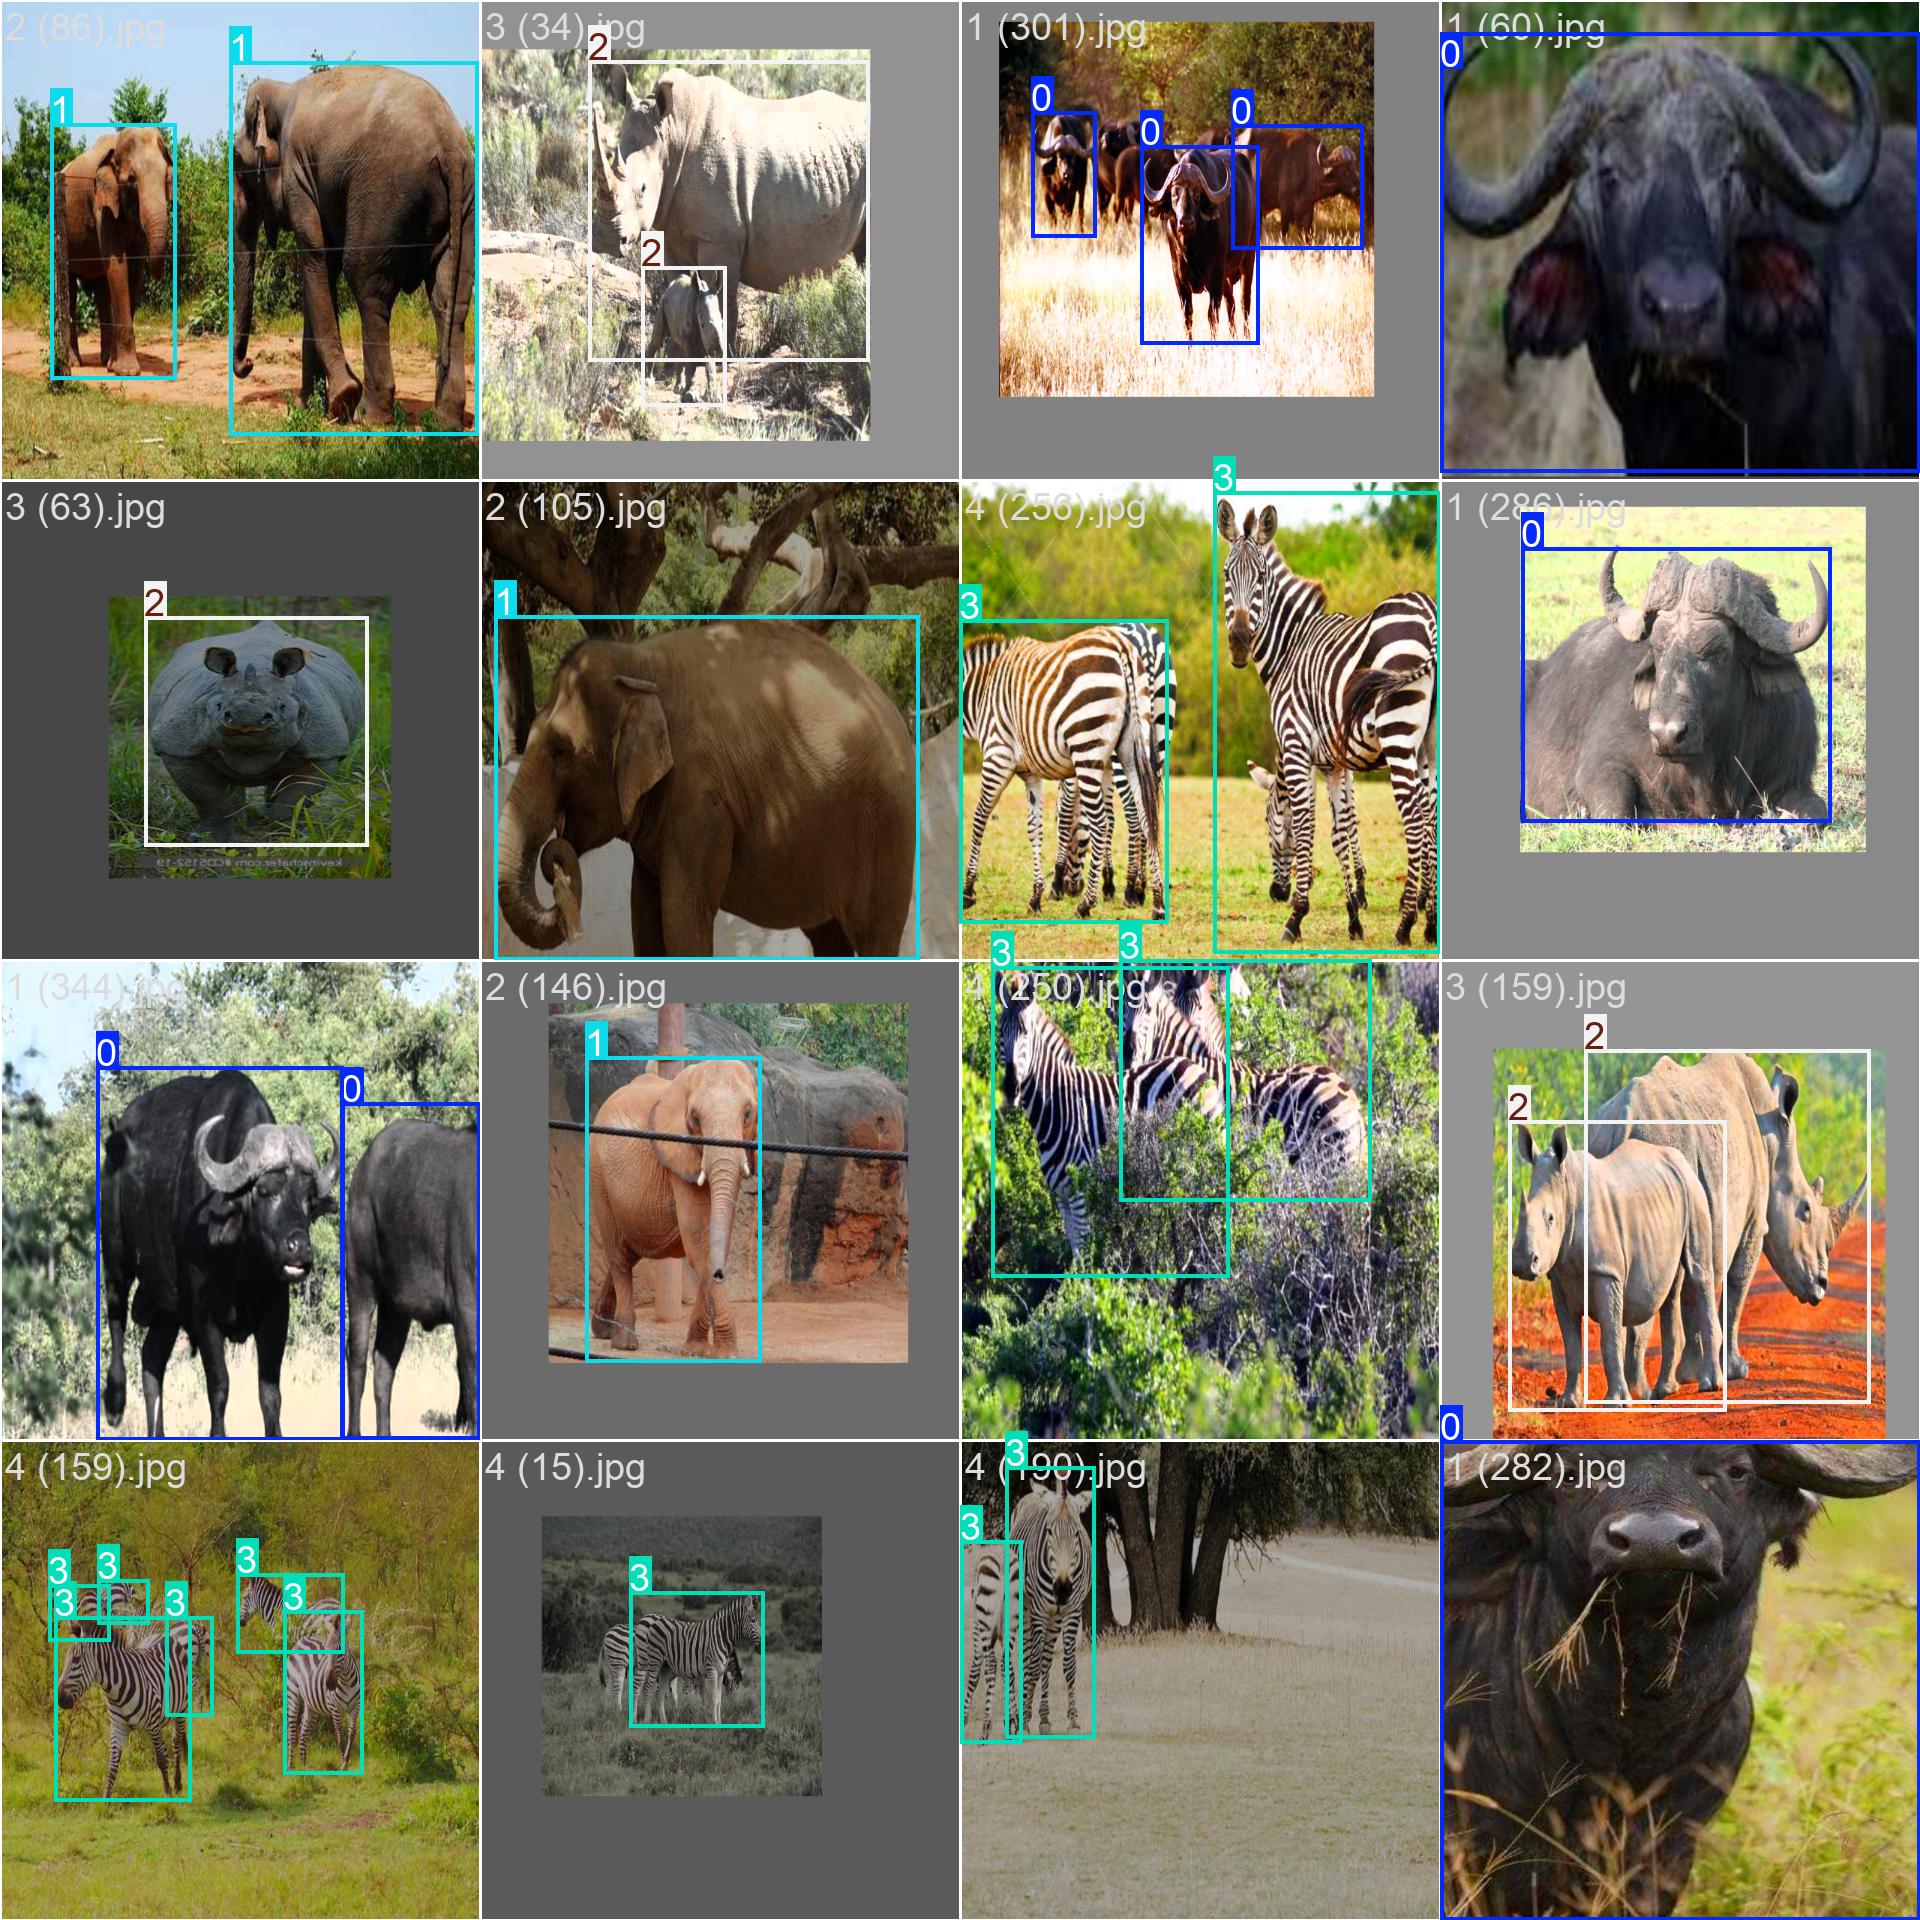 2 (86).jpg
1
1
3 (34).jpg
2
2
1 (301).jpg
0
0
0
1 (60).jpg
0
3 (63).jpg
2
kevinschafer.com #CD5152-19
2 (105).jpg
1
4 (256).jpg
3
3
1 (286).jpg
0
1 (344).jpg
0
0
2 (146).jpg
1
4 (250).jpg
3
3
3 (159).jpg
2
2
4 (159).jpg
3
3
3
3
3
3
4 (15).jpg
3
4 (190).jpg
3
3
1 (282).jpg
0